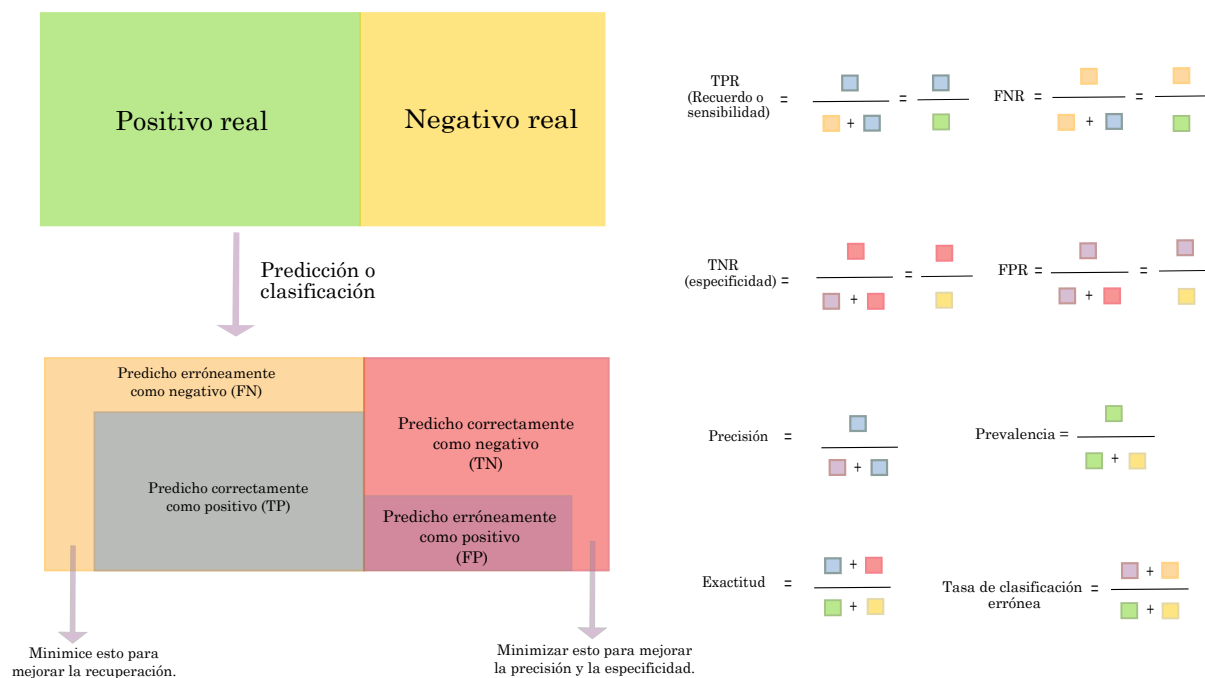 Positivo real
Negativo real
Predicción o
clasificación
Predicho erróneamente
como negativo (FN)
Predicho correctamente
como positivo (TP)
Predicho correctamente
como negativo
(TN)
Predicho erróneamente
como positivo
(FP)
Minimice esto para
mejorar la recuperación.
Minimizar esto para mejorar
la precisión y la especificidad.
TPR
(Recuerdo o
sensibilidad)
=
+
=
FNR =
+
=
TNR
(especificidad) =
+
=
FPR =
+
=
Precisión =
+
Prevalencia =
+
Exactitud =
+
+
Tasa de clasificación
errónea
=
+
+